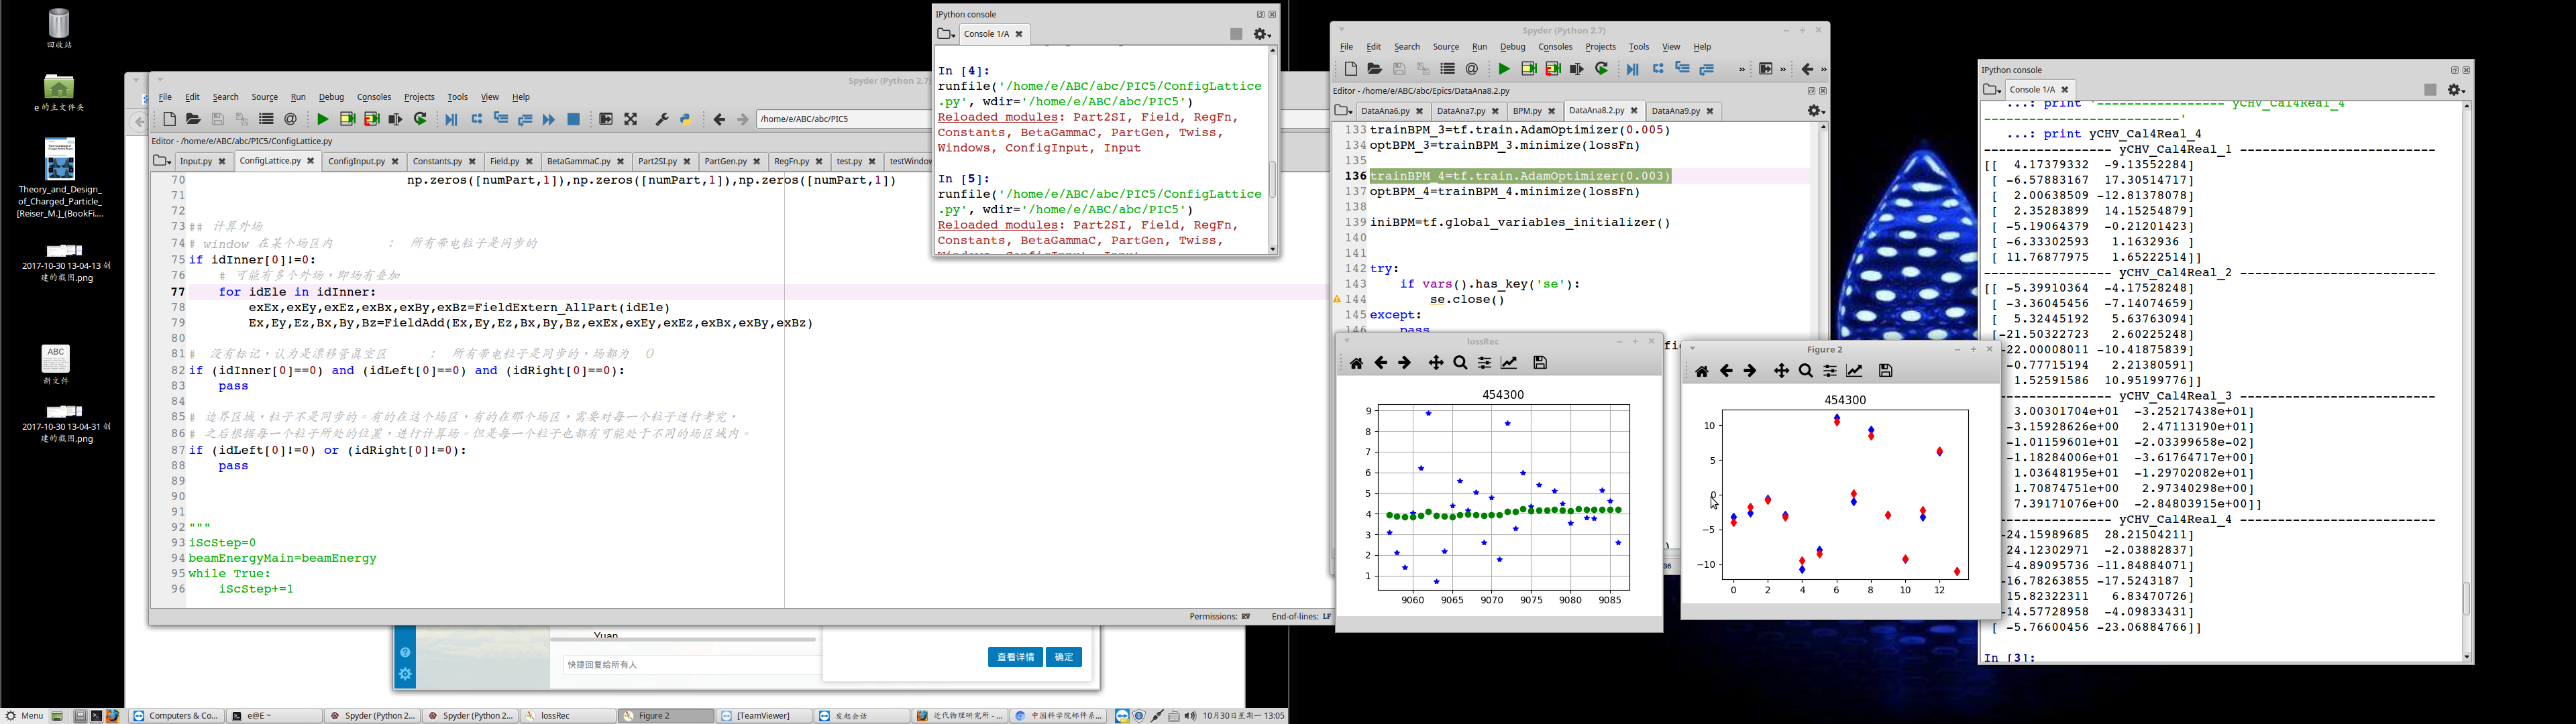 回收站
e 的主文件夹
Theory_and_Design_
of_Charged_Particle_
[Reiser_M.]_(BookFi....
2017-10-30 13-04-13 创
建的截图.png
ABC
新文件
2017-10-30 13-04-31 创
建的截图.png
Spyder (Python 2.7)
File Edit Search Source Run Debug Consoles Projects Tools View Help
/home/e/ABC/abc/PIC5
Editor - /home/e/ABC/abc/PIC5/ConfigLattice.py
Input.py ConfigLattice.py ConfigInput.py Constants.py Field.py BetaGammaC.py Part2SI.py PartGen.py RegFn.py test.py testWindow
70 np.zeros([numPart,1]),np.zeros([numPart,1]),np.zeros([numPart,1])
71
72
73 ## 计算外场
74 # window 在某个场区内 : 所有带电粒子是同步的
75 if idInner[0]!=0:
76 # 可能有多个外场，即场有叠加
77 for idEle in idInner:
78 exEx,exEy,exEz,exBx,exBy,exBz=FieldExtern_AllPart(idEle)
79 Ex,Ey,Ez,Bx,By,Bz=FieldAdd(Ex,Ey,Ez,Bx,By,Bz,exEx,exEy,exEz,exBx,exBy,exBz)
80
81 # 没有标记，认为是漂移管真空区 : 所有带电粒子是同步的，场都为 0
82 if (idInner[0]==0) and (idLeft[0]==0) and (idRight[0]==0):
83 pass
84
85 # 边界区域，粒子不是同步的。有的在这个场区，有的在那个场区，需要对每一个粒子进行考究，
86 # 之后根据每一个粒子所处的位置，进行计算场。但是每一个粒子也都有可能处于不同的场区域内。
87 if (idLeft[0]!=0) or (idRight[0]!=0):
88 pass
89
90
91
92 """
93 iScStep=0
94 beamEnergyMain=beamEnergy
95 while True:
96 iScStep+=1
Permissions: RW End-of-lines: LF
Yuan
快捷回复给所有人
查看详情 确定
IPython console
Console 1/A
In [4]:
runfile('/home/e/ABC/abc/PIC5/ConfigLattice
.py', wdir='/home/e/ABC/abc/PIC5')
Reloaded modules: Part2SI, Field, RegFn,
Constants, BetaGammaC, PartGen, Twiss,
Windows, ConfigInput, Input
In [5]:
runfile('/home/e/ABC/abc/PIC5/ConfigLattice
.py', wdir='/home/e/ABC/abc/PIC5')
Reloaded modules: Part2SI, Field, RegFn,
Constants, BetaGammaC, PartGen, Twiss,
Windows, ConfigInput, Input
Spyder (Python 2.7)
File Edit Search Source Run Debug Consoles Projects Tools View Help
Editor - /home/e/ABC/abc/Epics/DataAna8.2.py
DataAna6.py DataAna7.py BPM.py DataAna8.2.py DataAna9.py
133 trainBPM_3=tf.train.AdamOptimizer(0.005)
134 optBPM_3=trainBPM_3.minimize(lossFn)
135
136 trainBPM_4=tf.train.AdamOptimizer(0.003)
137 optBPM_4=trainBPM_4.minimize(lossFn)
138
139 iniBPM=tf.global_variables_initializer()
140
141
142 try:
143 if vars().has_key('se'):
144 se.close()
145 except:
146 pass
lossRec
454300
9
8
7
6
5
4
3
2
1
9060 9065 9070 9075 9080 9085
Figure 2
454300
10
5
0
−5
−10
0 2 4 6 8 10 12
IPython console
Console 1/A
...: print '----------------- yCHV_Cal4Real_4
------------------------------'
...: print yCHV_Cal4Real_4
----------------- yCHV_Cal4Real_1 --------------------------
[[ 4.17379332 -9.13552284]
[ -6.57883167 17.30514717]
[ 2.00638509 -12.81378078]
[ 2.35283899 14.15254879]
[ -5.19064379 -0.21201423]
[ -6.33302593 1.1632936 ]
[ 11.76877975 1.65222514]]
----------------- yCHV_Cal4Real_2 --------------------------
[[ -5.39910364 -4.17528248]
[ -3.36045456 -7.14074659]
[ 5.32445192 5.63763094]
[-21.50322723 2.60225248]
-22.00008011 -10.41875839]
-0.77715194 2.21380591]
1.52591586 10.95199776]]
----------------- yCHV_Cal4Real_3 --------------------------
3.00301704e+01 -3.25217438e+01]
-3.15928626e+00 2.47113190e+01]
-1.01159601e+01 -2.03399658e-02]
-1.18284006e+01 -3.61764717e+00]
1.03648195e+01 -1.29702082e+01]
1.70874751e+00 2.97340298e+00]
7.39171076e+00 -2.84803915e+00]]
----------------- yCHV_Cal4Real_4 --------------------------
-24.15989685 28.21504211]
24.12302971 -2.03882837]
-4.89095736 -11.84884071]
-16.78263855 -17.5243187 ]
15.82322311 6.83470726]
-14.57728958 -4.09833431]
[ -5.76600456 -23.06884766]]
In [3]:
Menu Computers & Co... e@E ~ Spyder (Python 2... Spyder (Python 2... lossRec Figure 2 [TeamViewer] 发起会话 近代物理研究所 - ... 中国科学院邮件系... 10月30日星期一 13:05